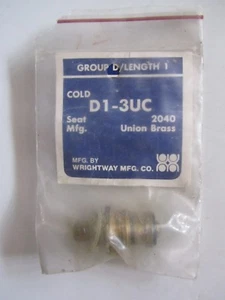 GROUP D/LENGTH 1
COLD
D1-3UC
Seat 2040
Mfg. Union Brass
MFG. BY
WRIGHTWAY MFG. CO.